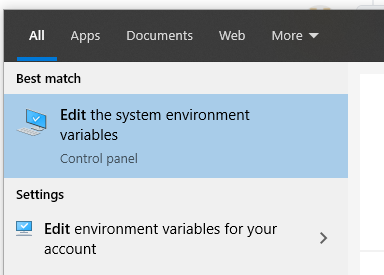 All Apps Documents Web More
Best match
Edit the system environment
variables
Control panel
Settings
Edit environment variables for your
account